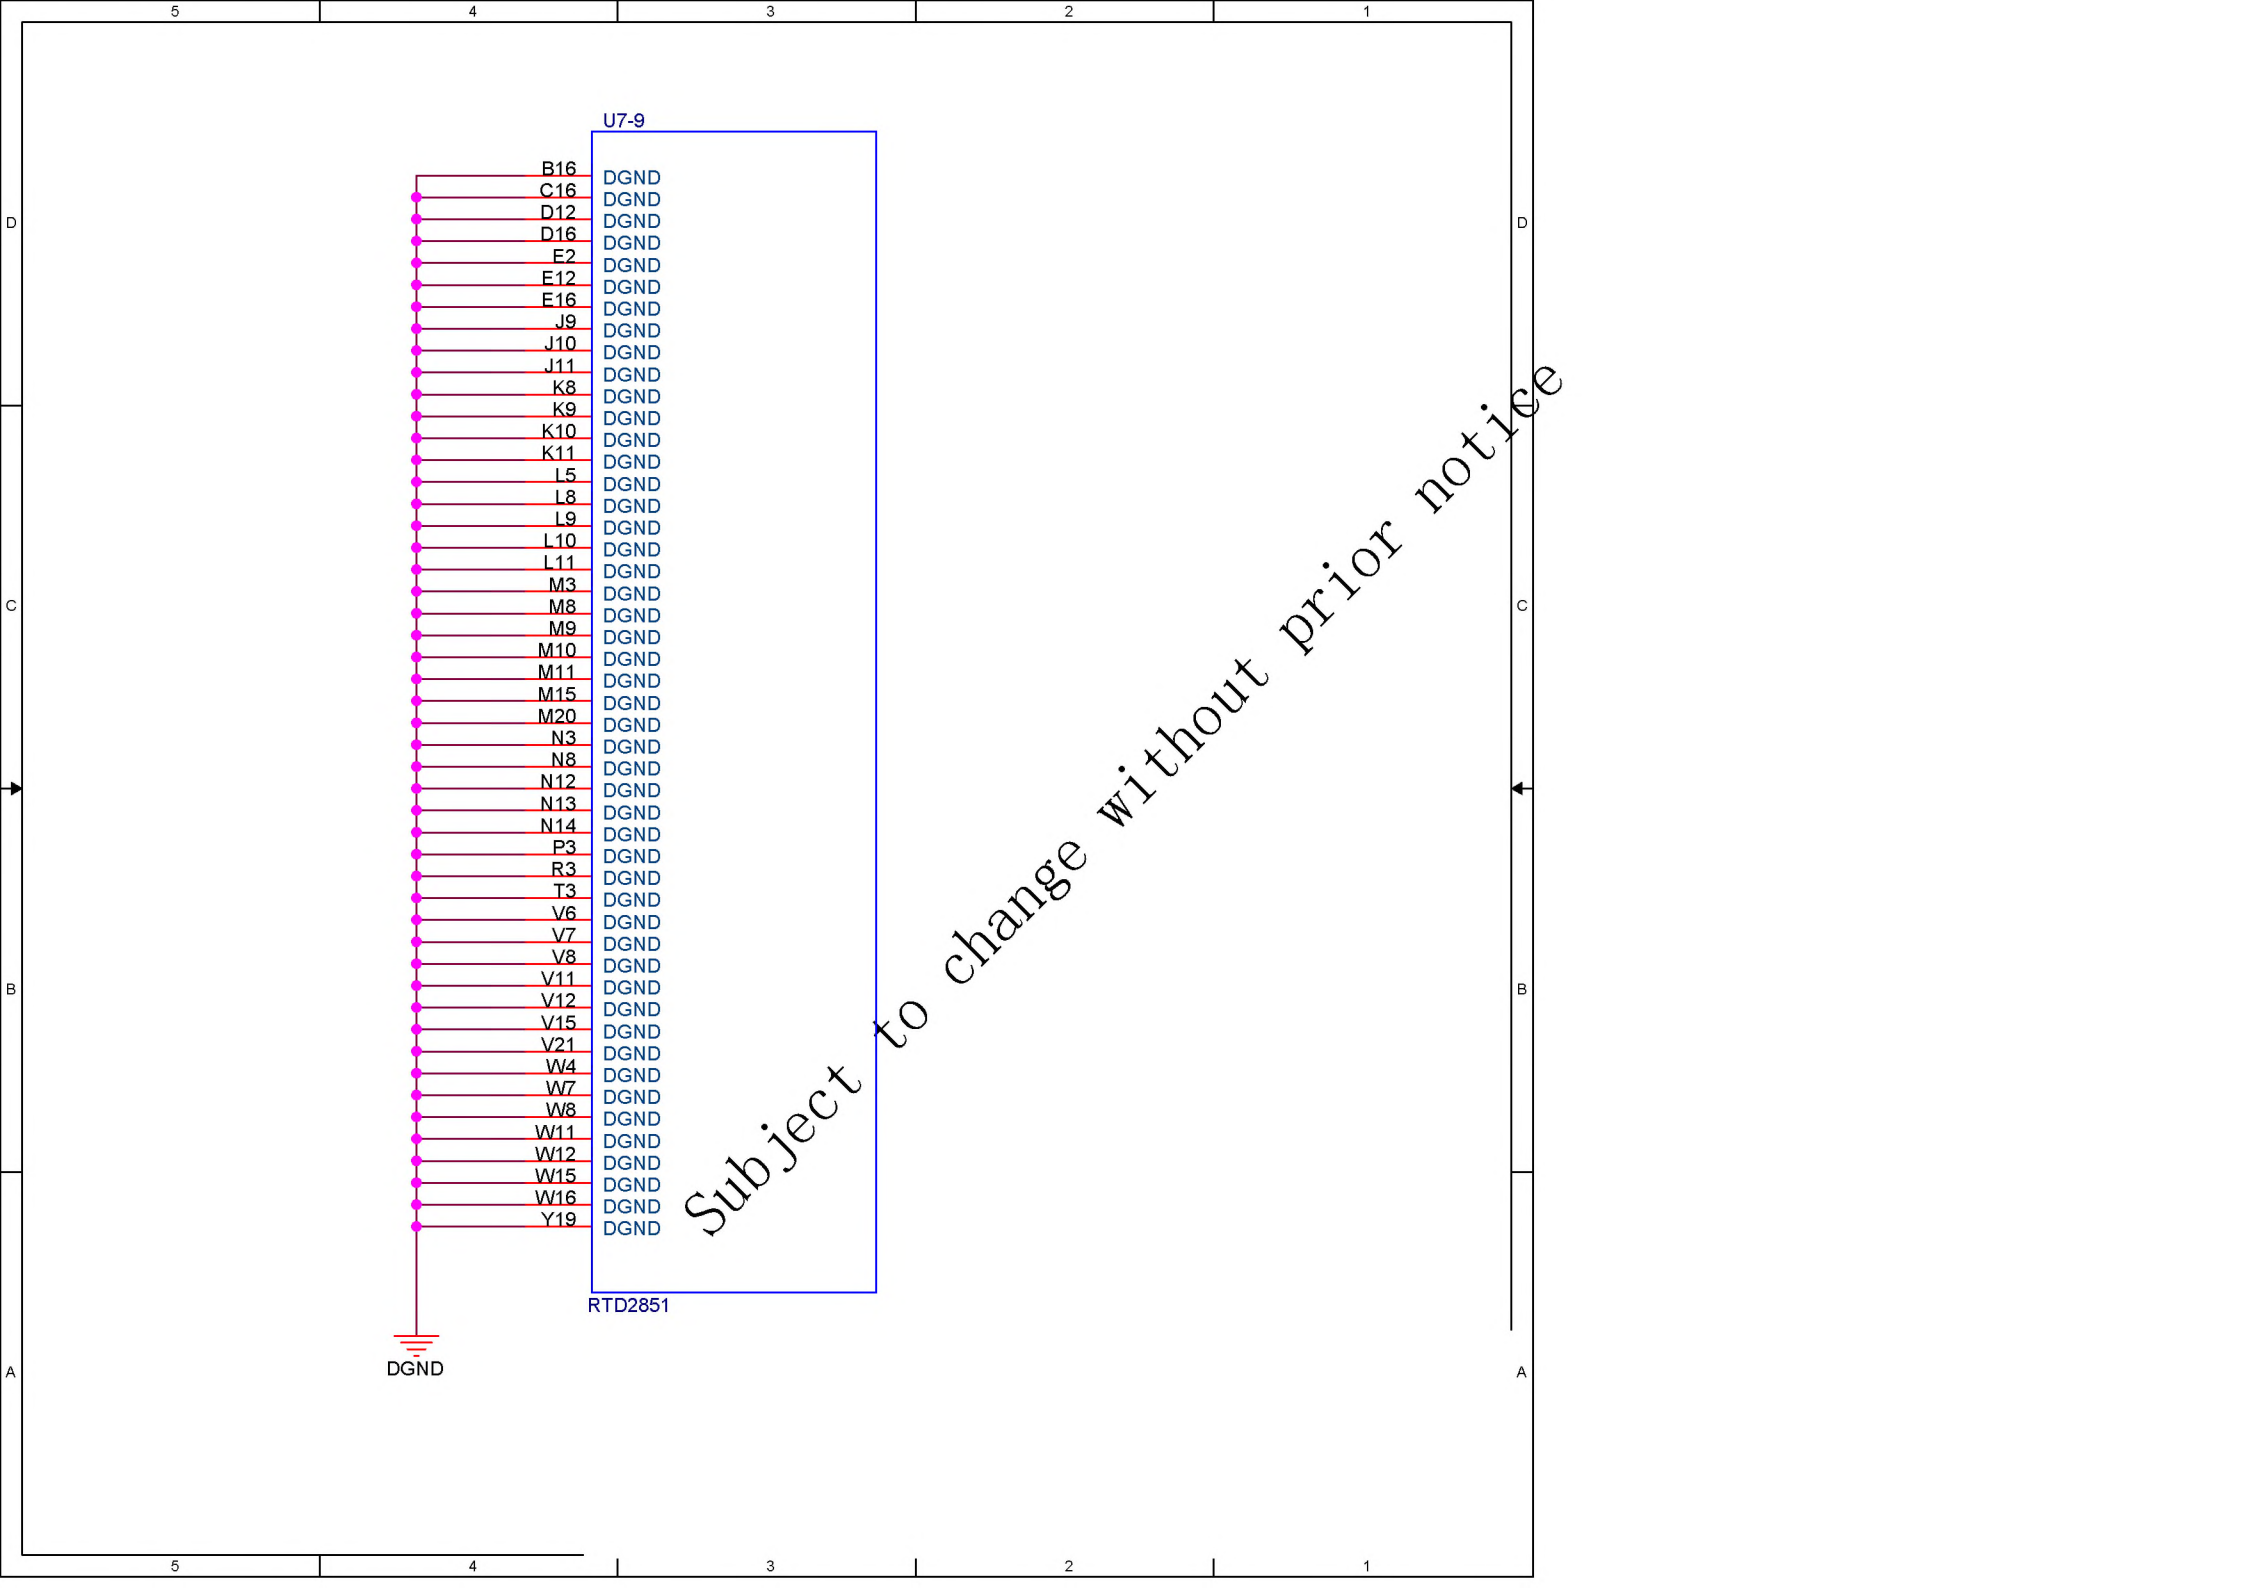 5 4 3 2 1
U7-9
B16 DGND
C16 DGND
D12 DGND
D D
D16 DGND
E2 DGND
E12 DGND
E16 DGND
J9 DGND
J10 DGND
J11 DGND
K8 DGND
K9 DGND
K10 DGND
K11 DGND
L5 DGND
L8 DGND
L9 DGND
L10 DGND
L11 DGND
M3 DGND
C C
M8 DGND
M9 DGND
M10 DGND
M11 DGND
M15 DGND
M20 DGND
N3 DGND
N8 DGND
N12 DGND
N13 DGND
N14 DGND
P3 DGND
R3 DGND
T3 DGND
V6 DGND
V7 DGND
V8 DGND
V11 DGND
B B
V12 DGND
V15 DGND
V21 DGND
W4 DGND
W7 DGND
W8 DGND
W11 DGND
W12 DGND
W15 DGND
W16 DGND
Y19 DGND
Subject to change without prior notice
RTD2851
DGND
A A
5 4 3 2 1